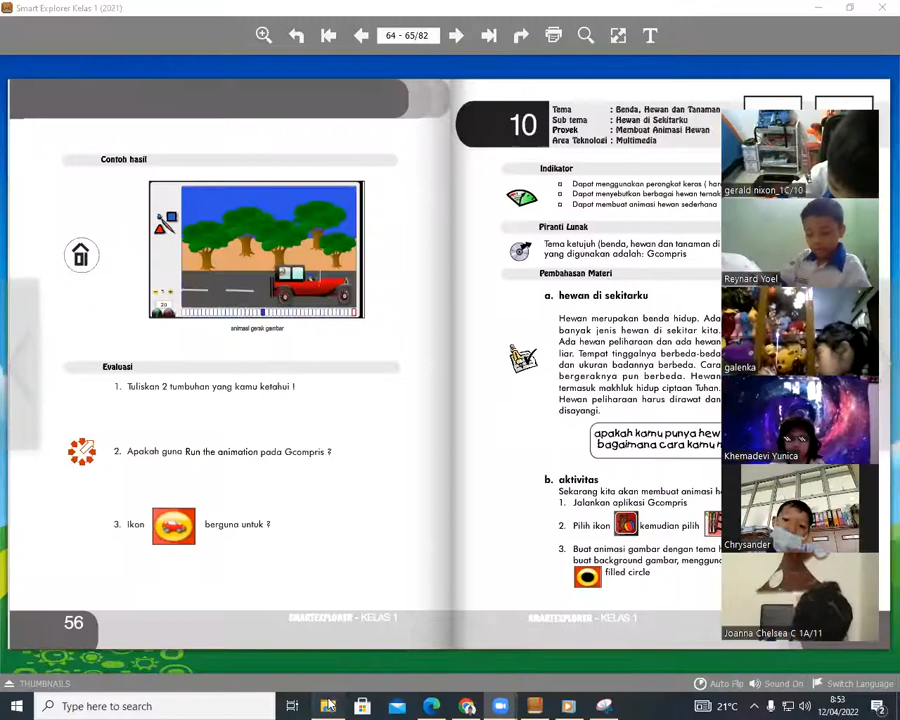 Smart Explorer Kelas 1 (2021)
64 - 65/82
Contoh hasil
5
20
animasi gerak gambar
Evaluasi
1. Tuliskan 2 tumbuhan yang kamu ketahui !
2. Apakah guna Run the animation pada Gcompris ?
3. Ikon berguna untuk ?
56
SMARTEXPLORER - KELAS 1
10
Tema : Benda, Hewan dan Tanaman
Sub tema : Hewan di Sekitarku
Proyek : Membuat Animasi Hewan
Area Teknologi : Multimedia
Indikator
Dapat menggunakan perangkat keras ( har
Dapat menyebutkan berbagai hewan ternak
Dapat membuat animasi hewan sederhana
Piranti Lunak
Tema ketujuh (benda, hewan dan tanaman di
yang digunakan adalah: Gcompris
Pembahasan Materi
a. hewan di sekitarku
Hewan merupakan benda hidup. Ada
banyak jenis hewan di sekitar kita.
Ada hewan peliharaan dan ada hewan
liar. Tempat tinggalnya berbeda-beda
dan ukuran badannya berbeda. Cara
bergeraknya pun berbeda. Hewan
termasuk makhluk hidup ciptaan Tuhan.
Hewan peliharaan harus dirawat dan
disayangi.
apakah kamu punya hew
bagaimana cara kamu m
b. aktivitas
Sekarang kita akan membuat animasi h
1. Jalankan aplikasi Gcompris
2. Pilih ikon kemudian pilih
3. Buat animasi gambar dengan tema h
buat background gambar, menggun
filled circle
SMARTEXPLORER - KELAS 1
gerald nixon_1C/10
Reynard Yoel
galenka
Khemadevi Yunica
Chrysander
Joanna Chelsea C 1A/11
THUMBNAILS
Auto Flip
Sound On
Switch Language
Type here to search
21°C
8:53
12/04/2022
2